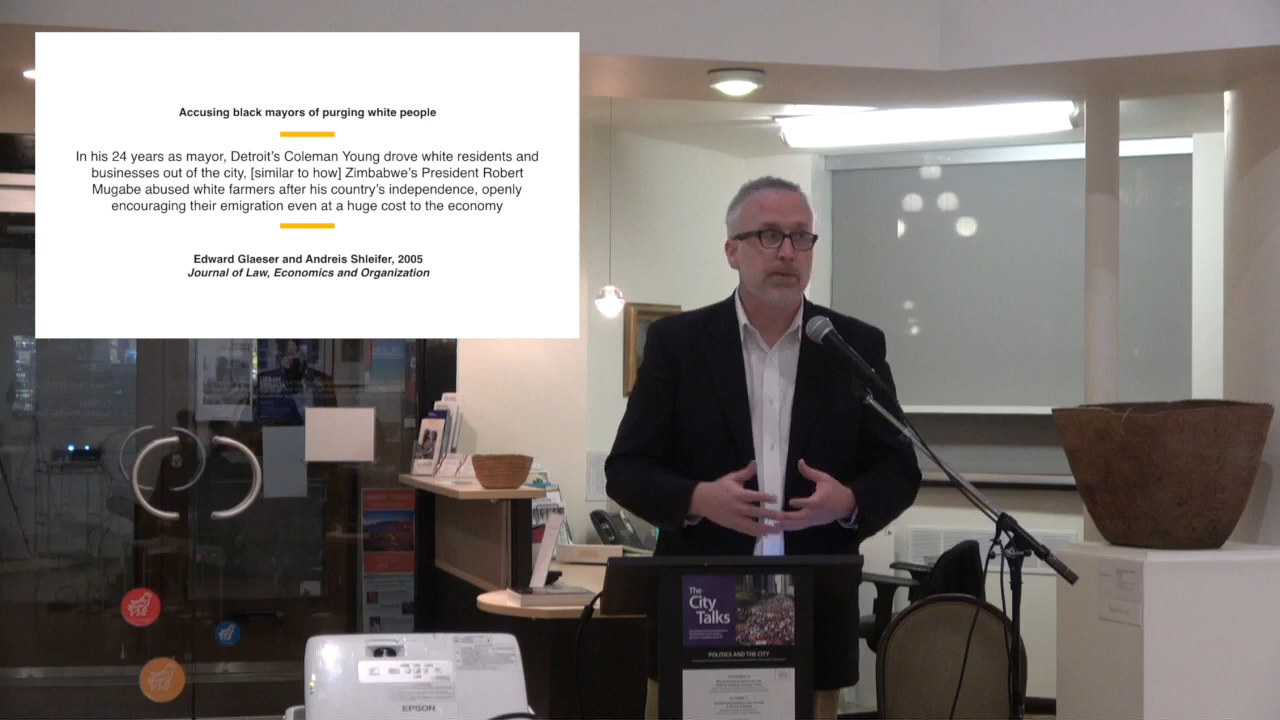 Accusing black mayors of purging white people
In his 24 years as mayor, Detroit's Coleman Young drove white residents and
businesses out of the city, [similar to how] Zimbabwe's President Robert
Mugabe abused white farmers after his country's independence, openly
encouraging their emigration even at a huge cost to the economy
Edward Glaeser and Andreis Shleifer, 2005
Journal of Law, Economics and Organization
The
City
Talks
POLITICS AND THE CITY
EPSON